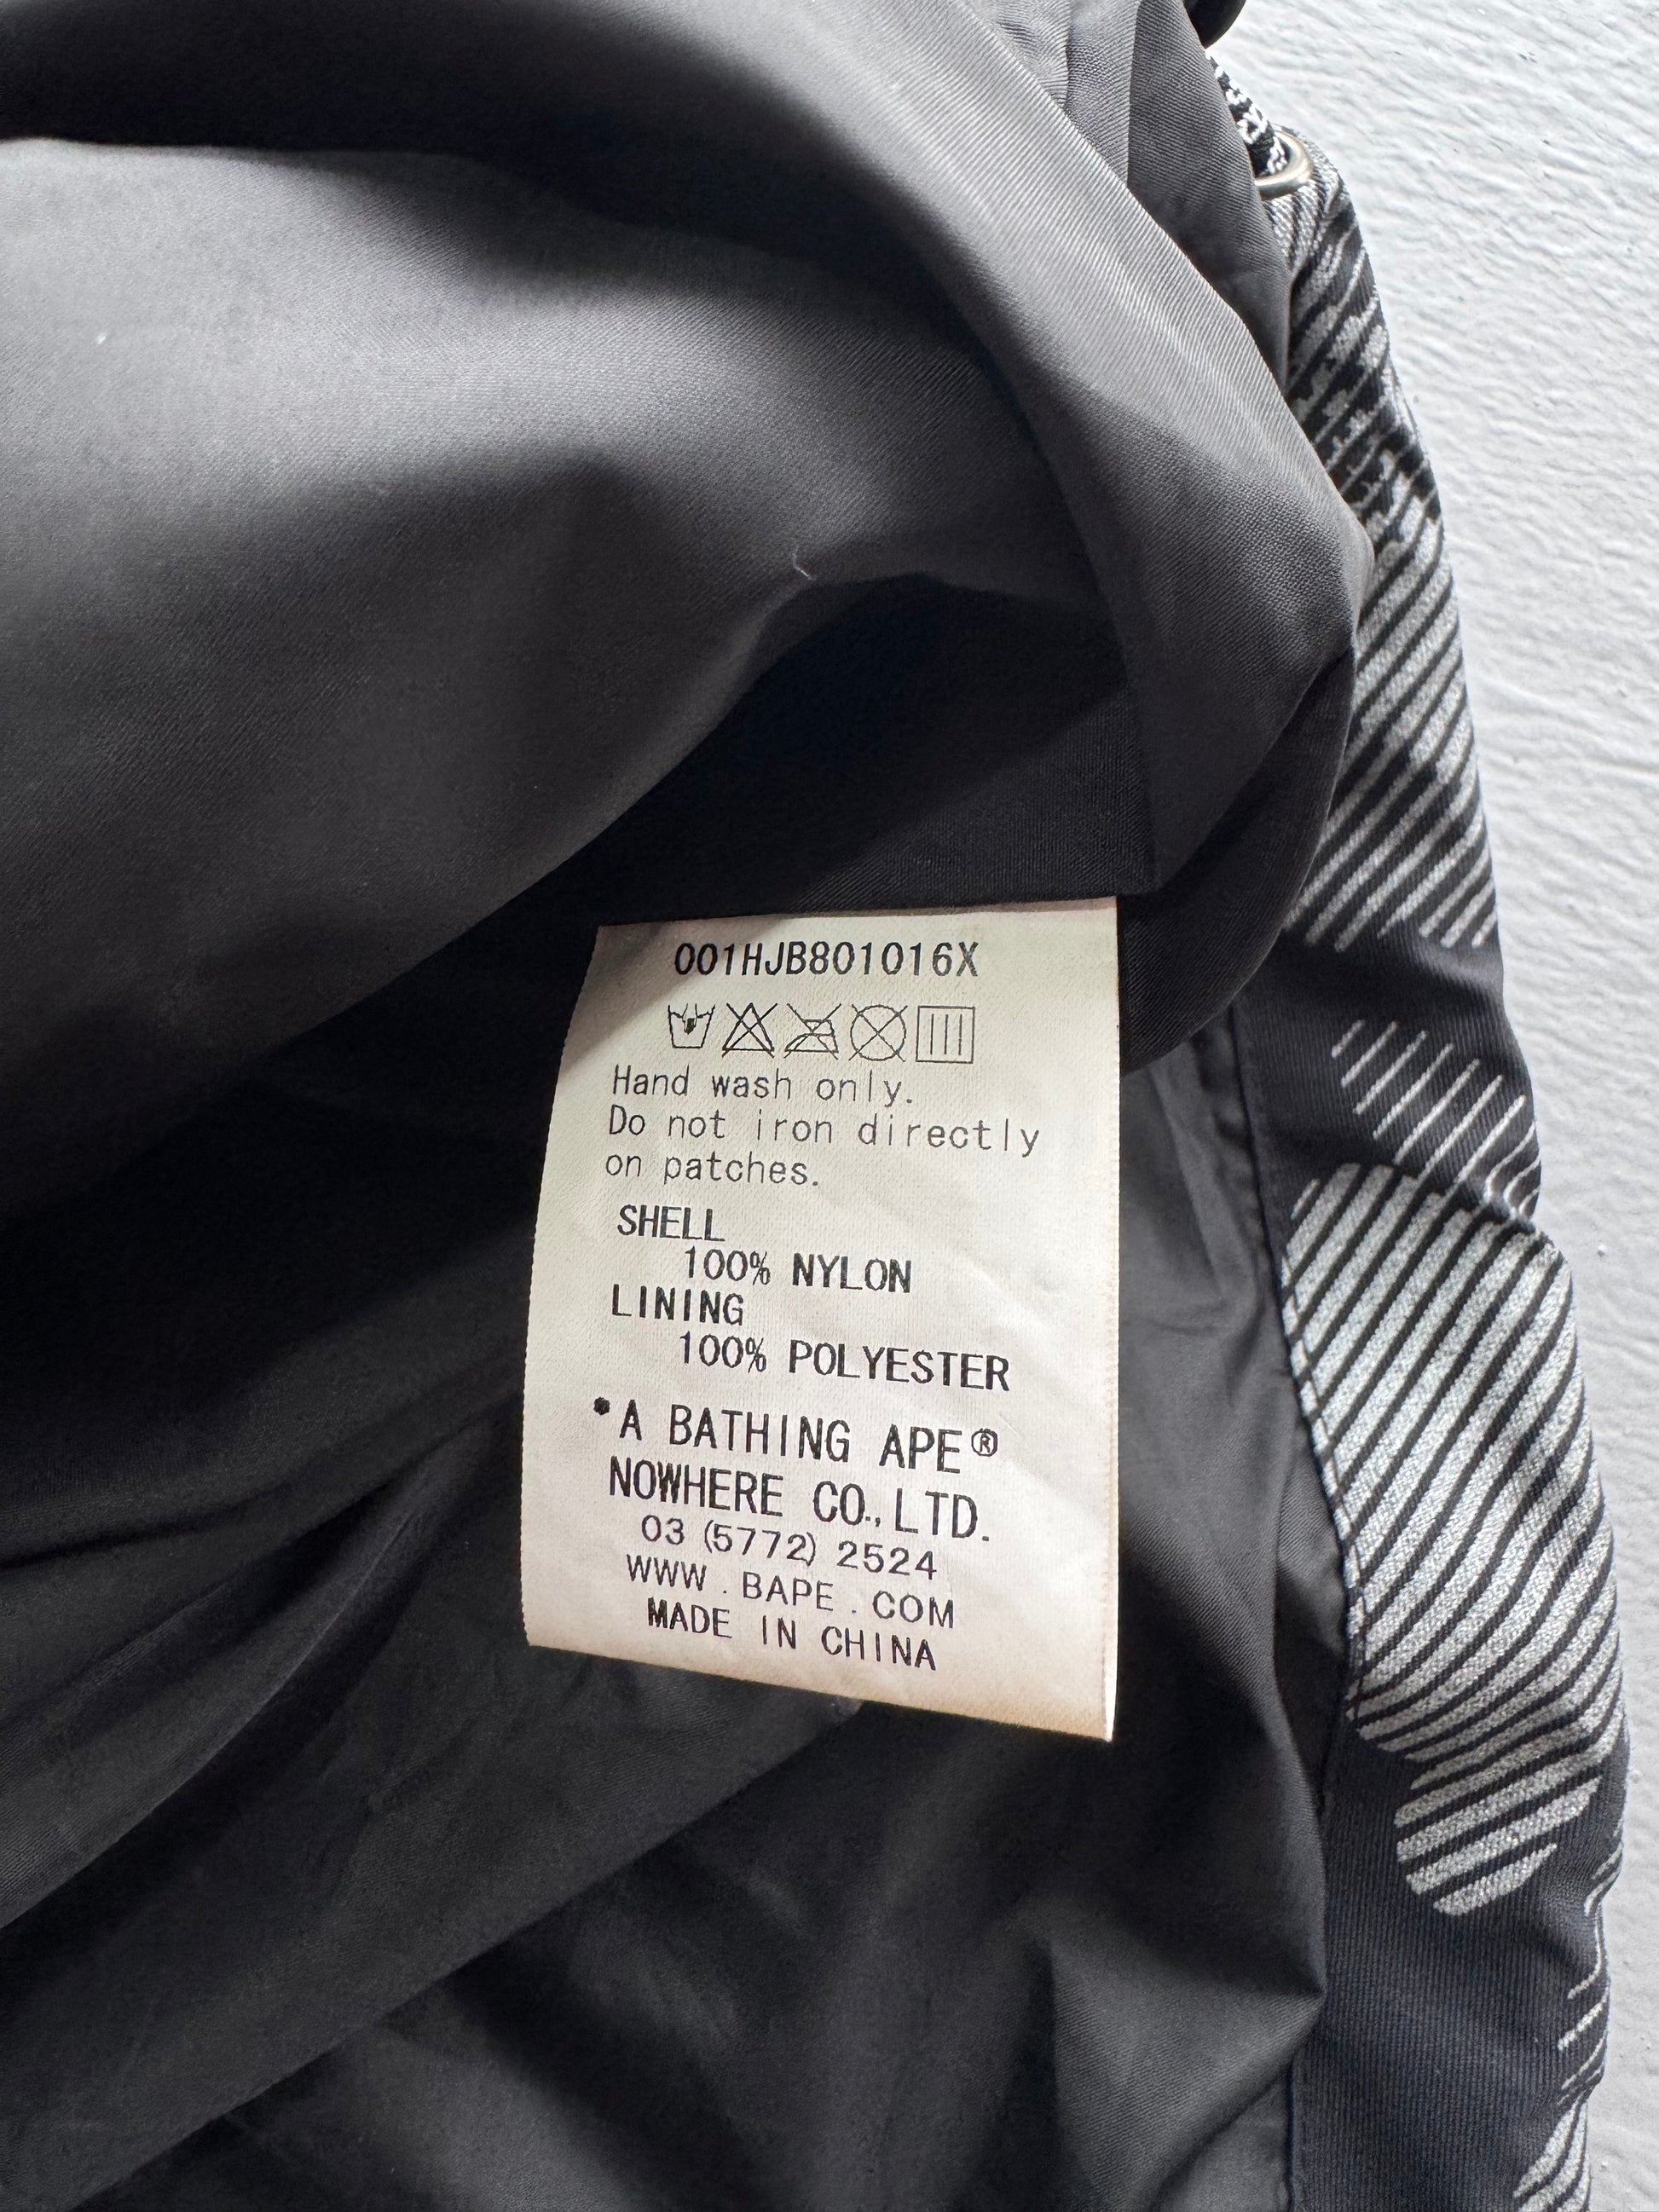 001HJB801016X
Hand wash only.
Do not iron directly
on patches.
SHELL
100% NYLON
LINING
100% POLYESTER
•A BATHING APE®
NOWHERE CO.,LTD.
03 (5772) 2524
WWW.BAPE.COM
MADE IN CHINA